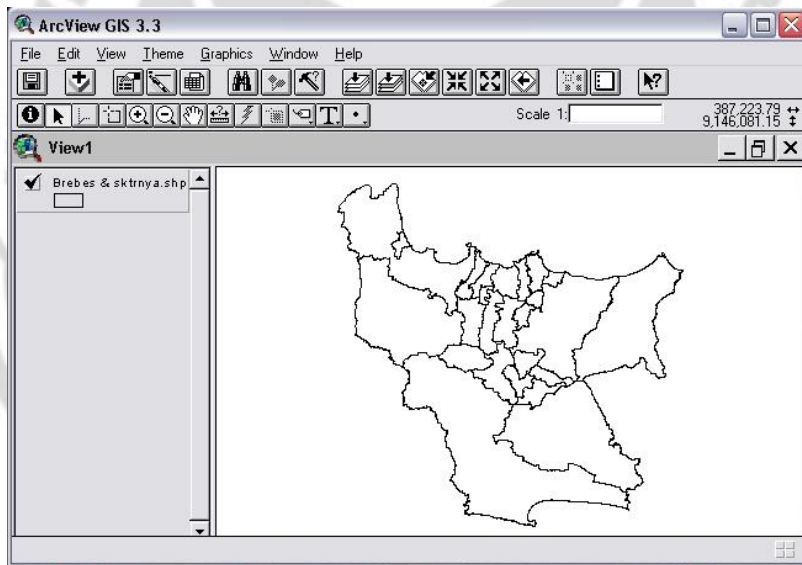 ArcView GIS 3.3
File Edit View Theme Graphics Window Help
Scale 1:
387,223.79
9,146,081.15
View1
Brebes & sktrnya.shp